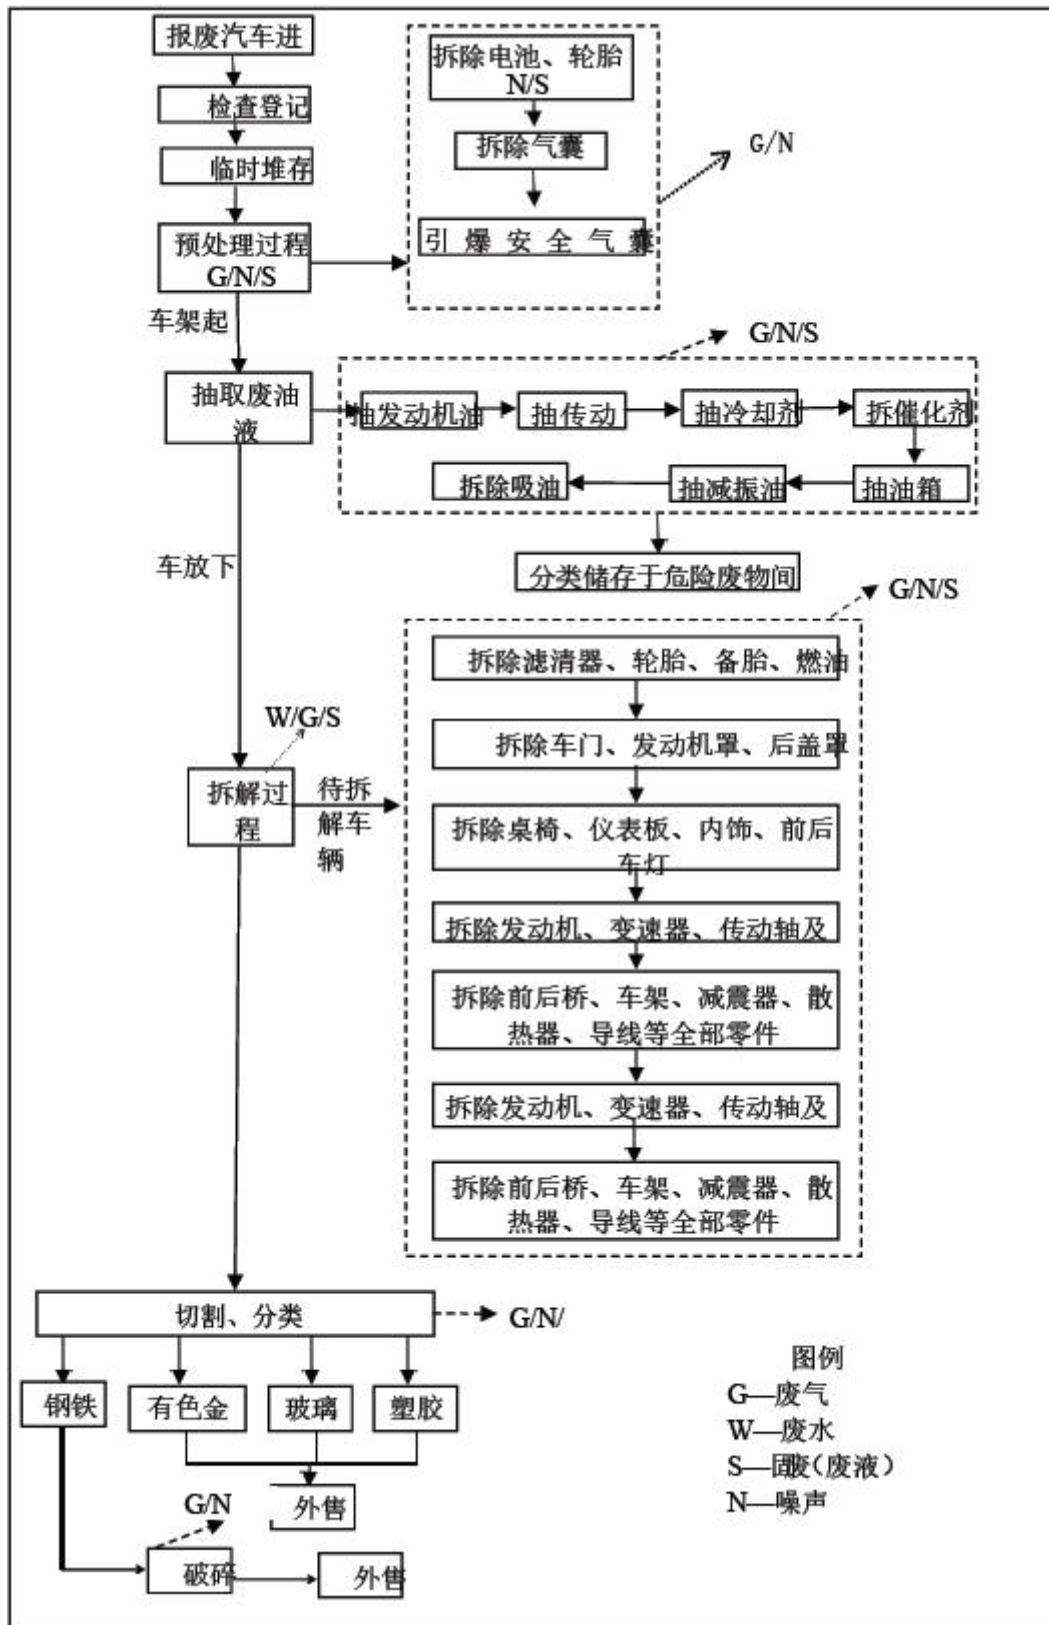 报废汽车进
检查登记
临时堆存
预处理过程
G/N/S
拆除电池、轮胎
N/S
拆除气囊
引爆安全气囊
G/N
车架起
G/N/S
抽取废油
液
抽发动机油
抽传动
抽冷却剂
拆催化剂
拆除吸油
抽减振油
抽油箱
车放下
分类储存于危险废物间
G/N/S
拆除滤清器、轮胎、备胎、燃油
W/G/S
拆除车门、发动机罩、后盖罩
拆解过
程
待拆
解车
辆
拆除桌椅、仪表板、内饰、前后
车灯
拆除发动机、变速器、传动轴及
拆除前后桥、车架、减震器、散
热器、导线等全部零件
拆除发动机、变速器、传动轴及
拆除前后桥、车架、减震器、散
热器、导线等全部零件
切割、分类
G/N/
钢铁
有色金
玻璃
塑胶
外售
G/N
破碎
外售
图例
G—废气
W—废水
S—固废(废液)
N—噪声